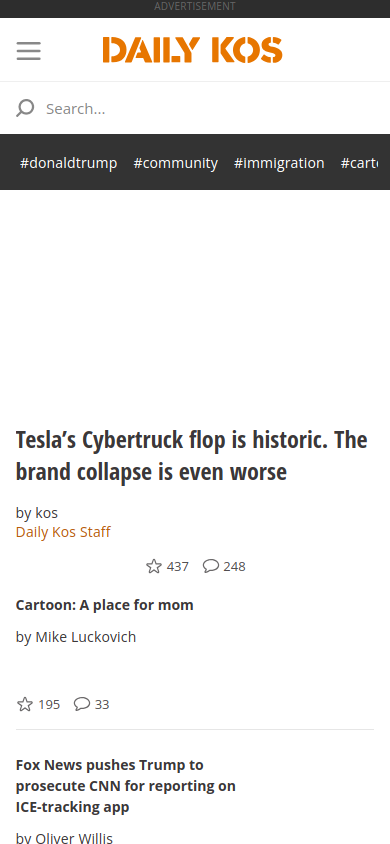 ADVERTISEMENT
DAILY KOS
Search...
#donaldtrump #community #immigration #carto
Tesla’s Cybertruck flop is historic. The
brand collapse is even worse
by kos
Daily Kos Staff
437 248
Cartoon: A place for mom
by Mike Luckovich
195 33
Fox News pushes Trump to
prosecute CNN for reporting on
ICE-tracking app
by Oliver Willis